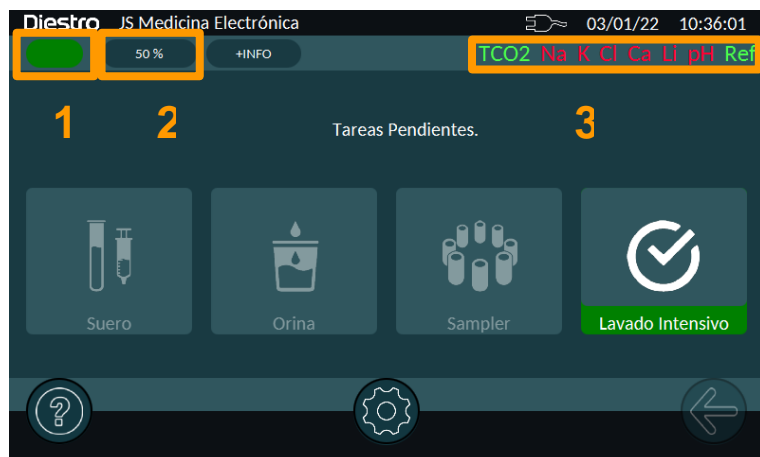 Diestro JS Medicina Electrónica 03/01/22 10:36:01
50 % +INFO TCO2 Na K Cl Ca Li pH Ref
1 2 3
Tareas Pendientes.
Suero Orina Sampler Lavado Intensivo
?